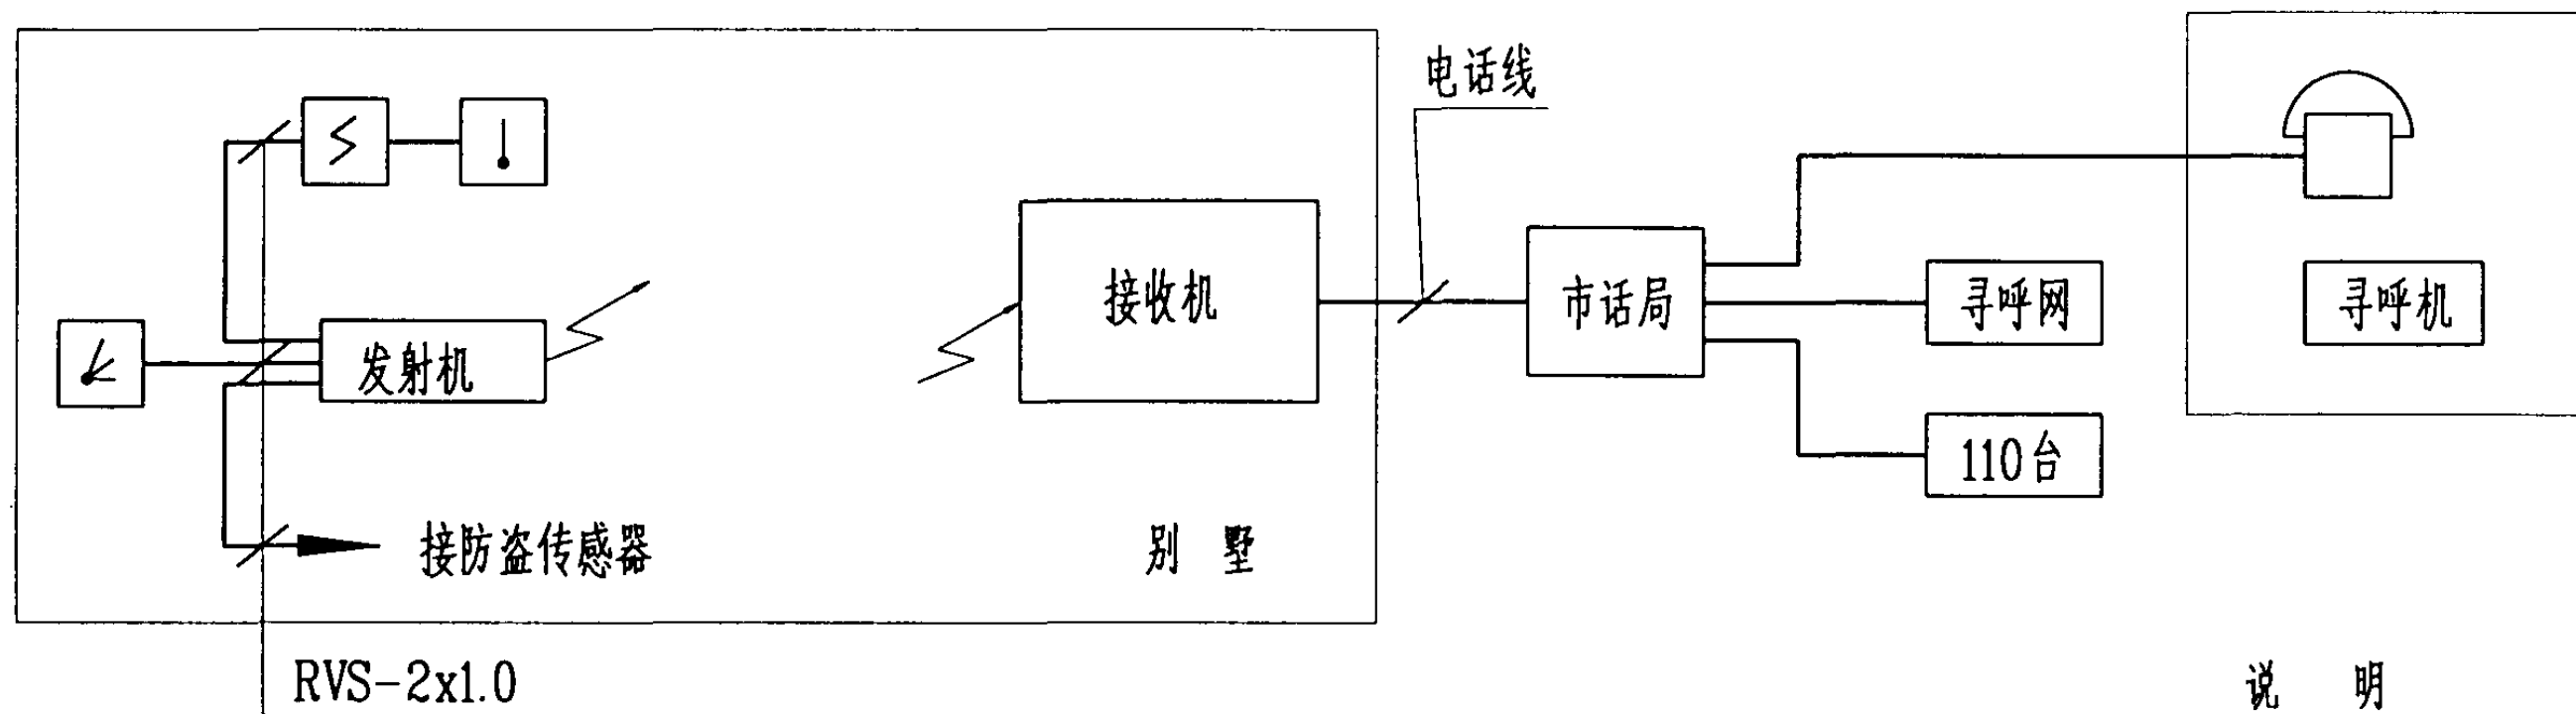 电话线
接收机
市话局
寻呼网
寻呼机
发射机
110台
接防盗传感器
别 墅
RVS-2x1.0
说 明